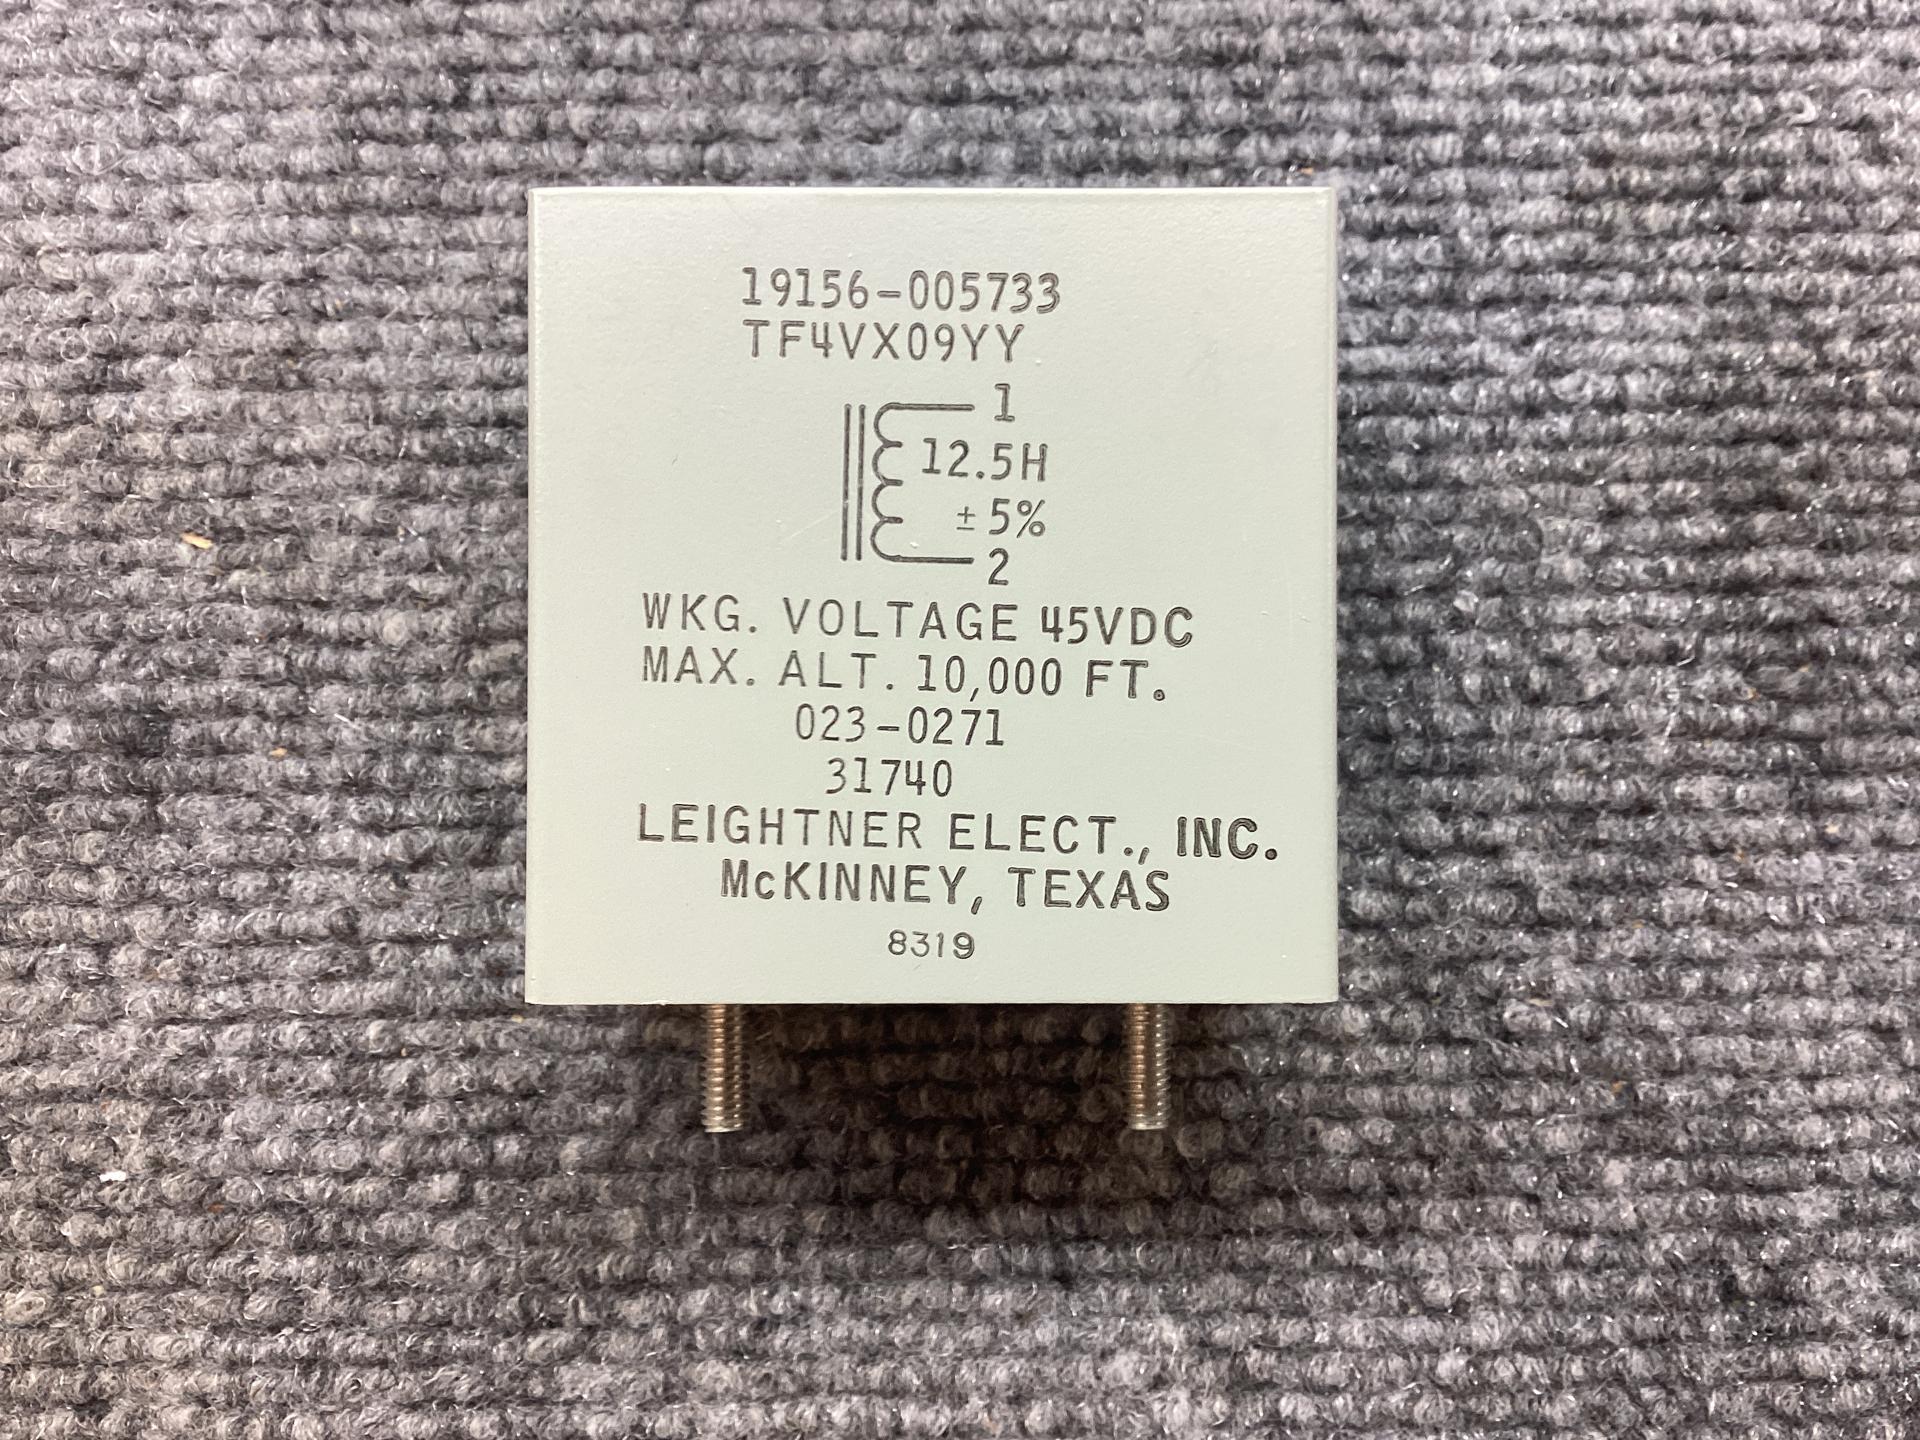 19156-005733
TF4VX09YY
1
12.5H
±5%
2
WKG. VOLTAGE 45VDC
MAX. ALT. 10,000 FT.
023-0271
31740
LEIGHTNER ELECT., INC.
McKINNEY, TEXAS
8319